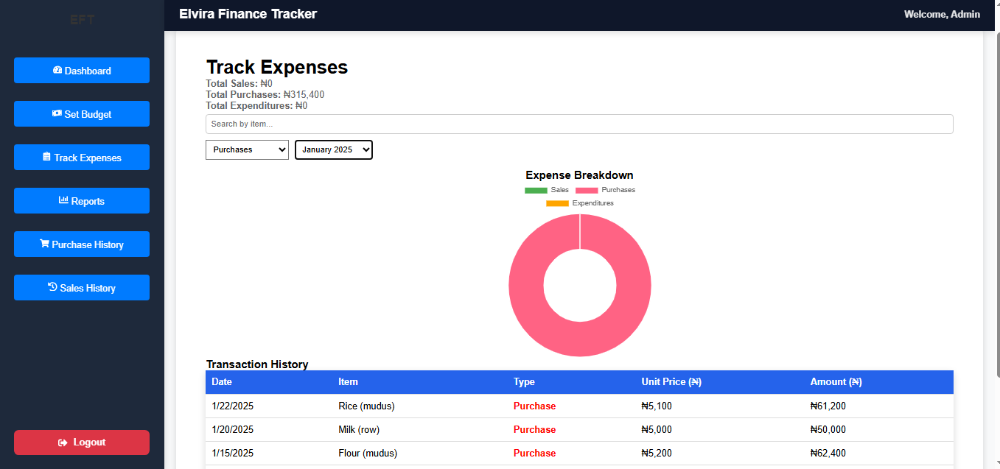 EFT
Dashboard
Set Budget
Track Expenses
Reports
Purchase History
Sales History
Logout
Elvira Finance Tracker
Welcome, Admin
Track Expenses
Total Sales: ₦0
Total Purchases: ₦315,400
Total Expenditures: ₦0
Search by item...
Purchases January 2025
Expense Breakdown
Sales Purchases
Expenditures
Transaction History
Date Item Type Unit Price (₦) Amount (₦)
1/22/2025 Rice (mudus) Purchase ₦5,100 ₦61,200
1/20/2025 Milk (row) Purchase ₦5,000 ₦50,000
1/15/2025 Flour (mudus) Purchase ₦5,200 ₦62,400